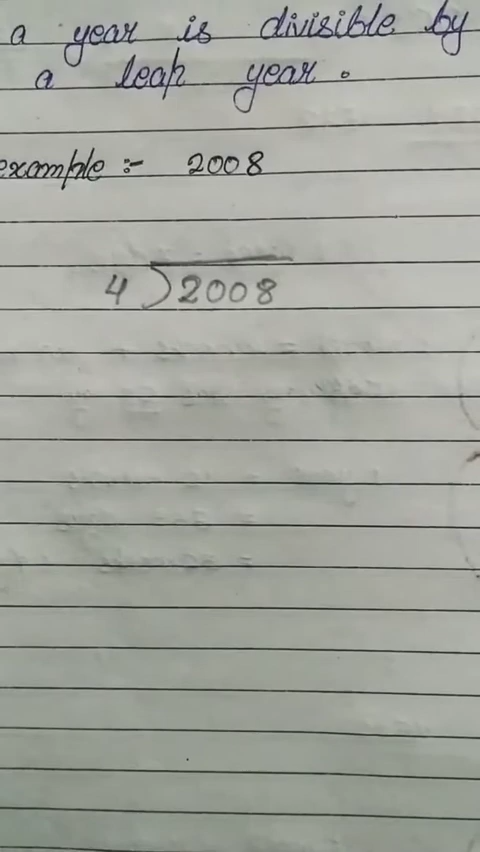 a year is divisible by
a leap year.
example :- 2008
4 ) 2008